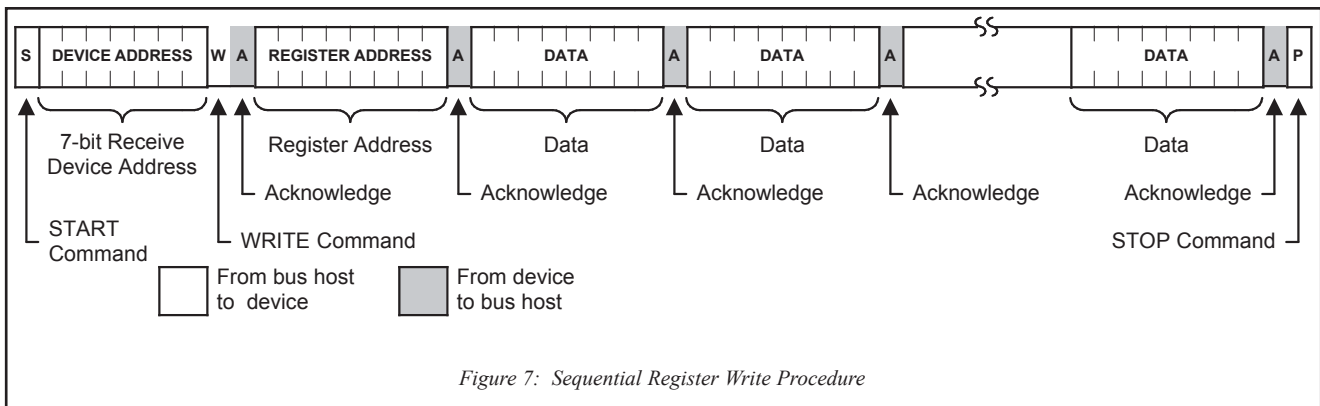 S DEVICE ADDRESS W A REGISTER ADDRESS A DATA A DATA A DATA A P
7-bit Receive
Device Address
Register Address
Data
Data
Data
Acknowledge
Acknowledge
Acknowledge
Acknowledge
Acknowledge
START
Command
WRITE Command
STOP Command
From bus host
to device
From device
to bus host
Figure 7: Sequential Register Write Procedure